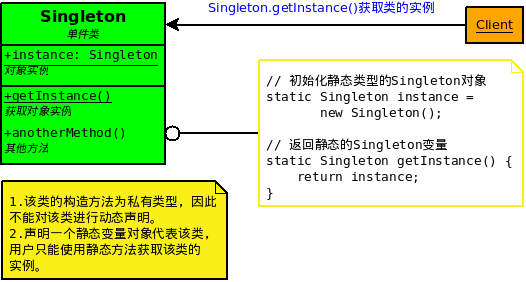 Singleton
单件类
Singleton.getInstance()获取类的实例
Client
+instance: Singleton
对象实例
+getInstance()
获取对象实例
+anotherMethod()
其他方法
// 初始化静态类型的Singleton对象
static Singleton instance =
new Singleton();
// 返回静态的Singleton变量
static Singleton getInstance() {
return instance;
}
1.该类的构造方法为私有类型，因此
不能对该类进行动态声明。
2.声明一个静态变量对象代表该类，
用户只能使用静态方法获取该类的
实例。